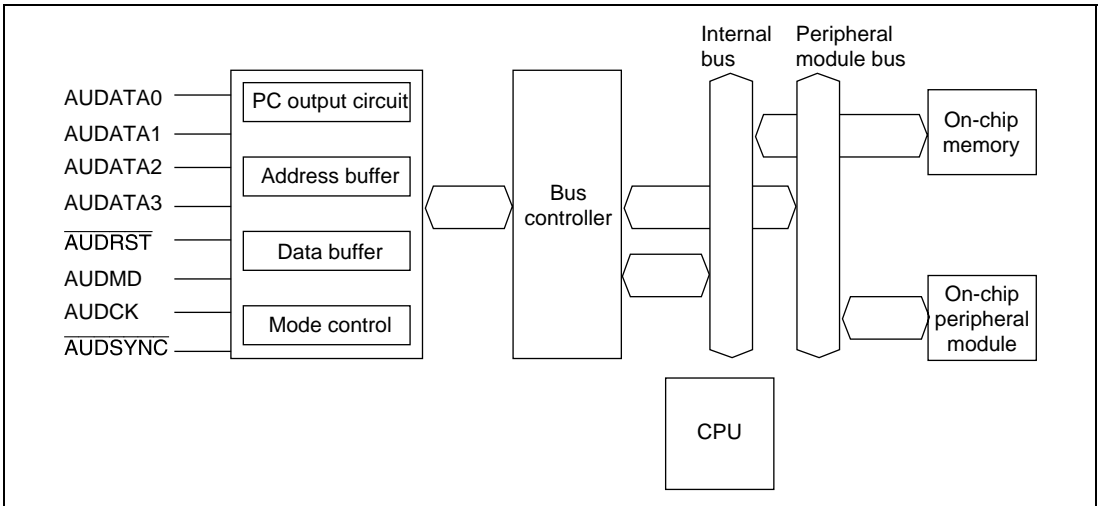 Internal bus
Peripheral module bus
AUDATA0
AUDATA1
AUDATA2
AUDATA3
AUDRST
AUDMD
AUDCK
AUDSYNC
PC output circuit
Address buffer
Data buffer
Mode control
Bus
controller
On-chip
memory
On-chip
peripheral
module
CPU